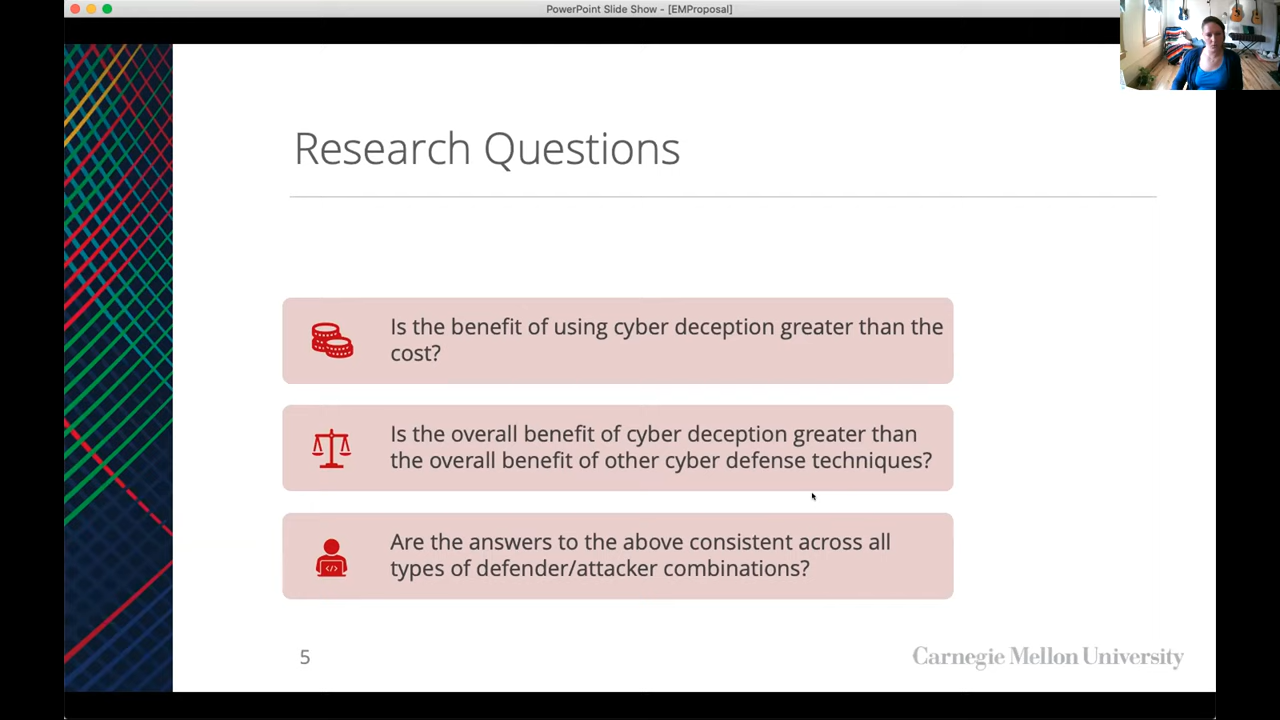 PowerPoint Slide Show - [EMProposal]
Research Questions
Is the benefit of using cyber deception greater than the
cost?
Is the overall benefit of cyber deception greater than
the overall benefit of other cyber defense techniques?
</>
Are the answers to the above consistent across all
types of defender/attacker combinations?
5
Carnegie Mellon University